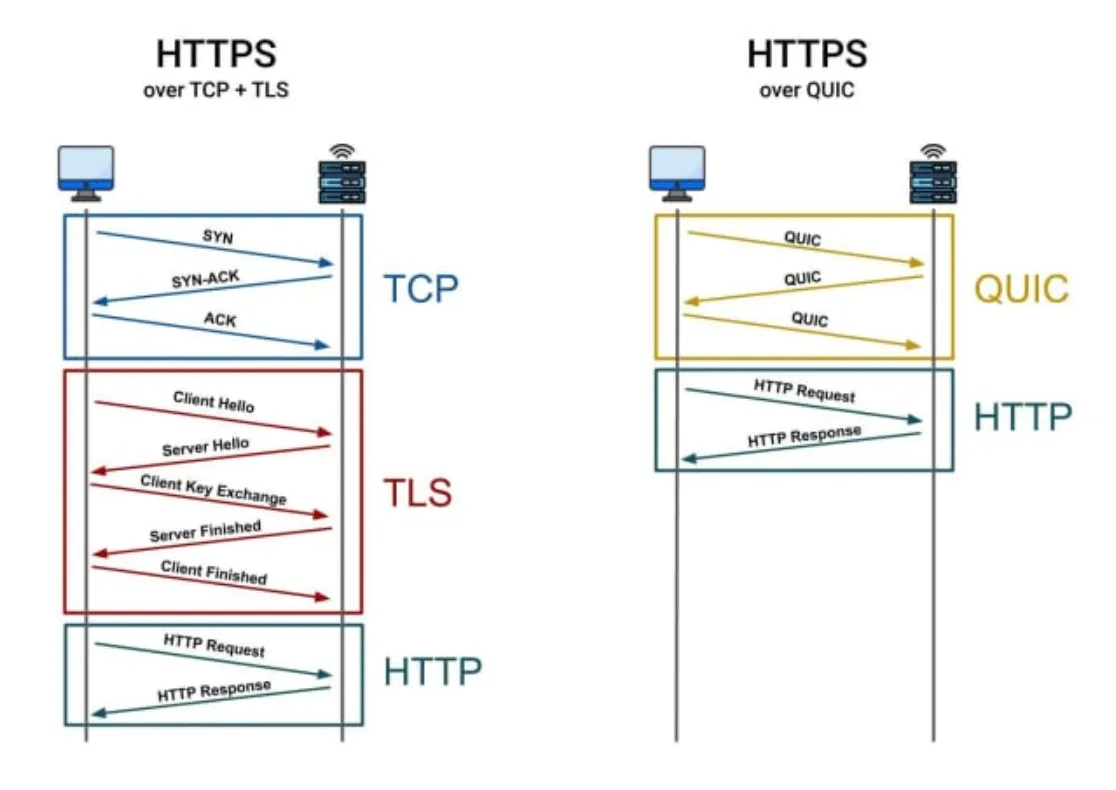 HTTPS
over TCP + TLS
SYN
SYN-ACK
ACK
TCP
Client Hello
Server Hello
Client Key Exchange
Server Finished
Client Finished
TLS
HTTP Request
HTTP Response
HTTP
HTTPS
over QUIC
QUIC
QUIC
QUIC
QUIC
HTTP Request
HTTP Response
HTTP